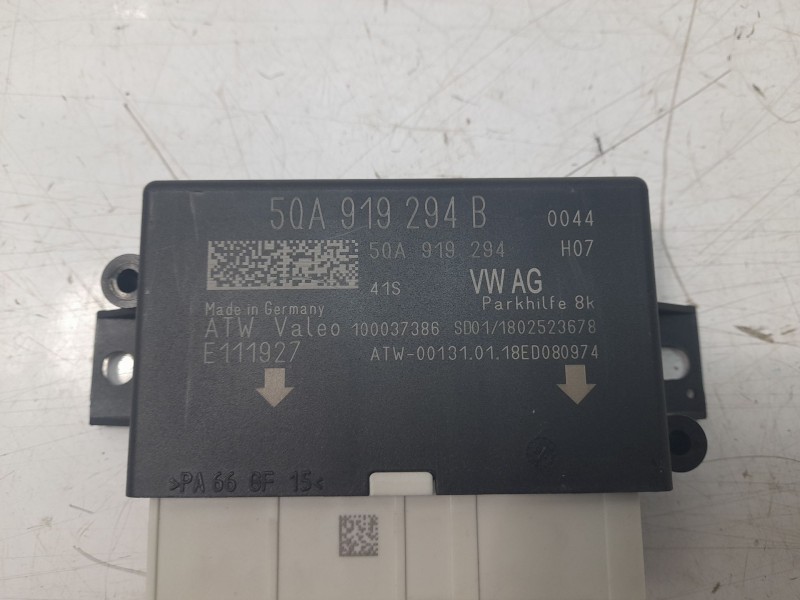 5QA 919 294 B 0044
5QA 919 294 H07
41S VW AG
Made in Germany Parkhilfe 8k
ATW Valeo 100037386 SD01/1802523678
E111927 ATW-00131.01.18ED080974
>PA 66 GF 15<